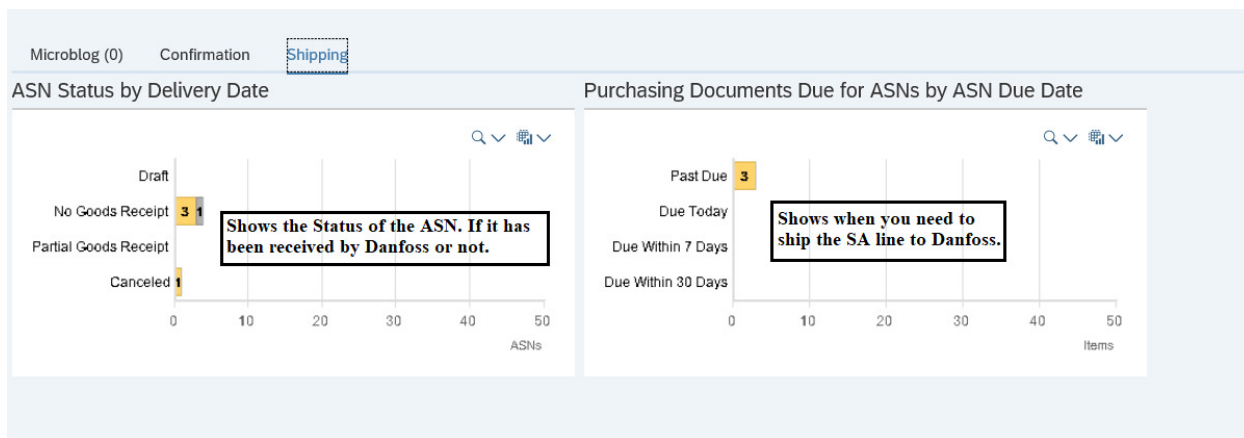 Microblog (0) Confirmation Shipping
ASN Status by Delivery Date
Draft
No Goods Receipt 3 1
Partial Goods Receipt
Canceled 1
Shows the Status of the ASN. If it has
been received by Danfoss or not.
0 10 20 30 40 50
ASNs
Purchasing Documents Due for ASNs by ASN Due Date
Past Due 3
Due Today
Due Within 7 Days
Due Within 30 Days
Shows when you need to
ship the SA line to Danfoss.
0 10 20 30 40 50
Items